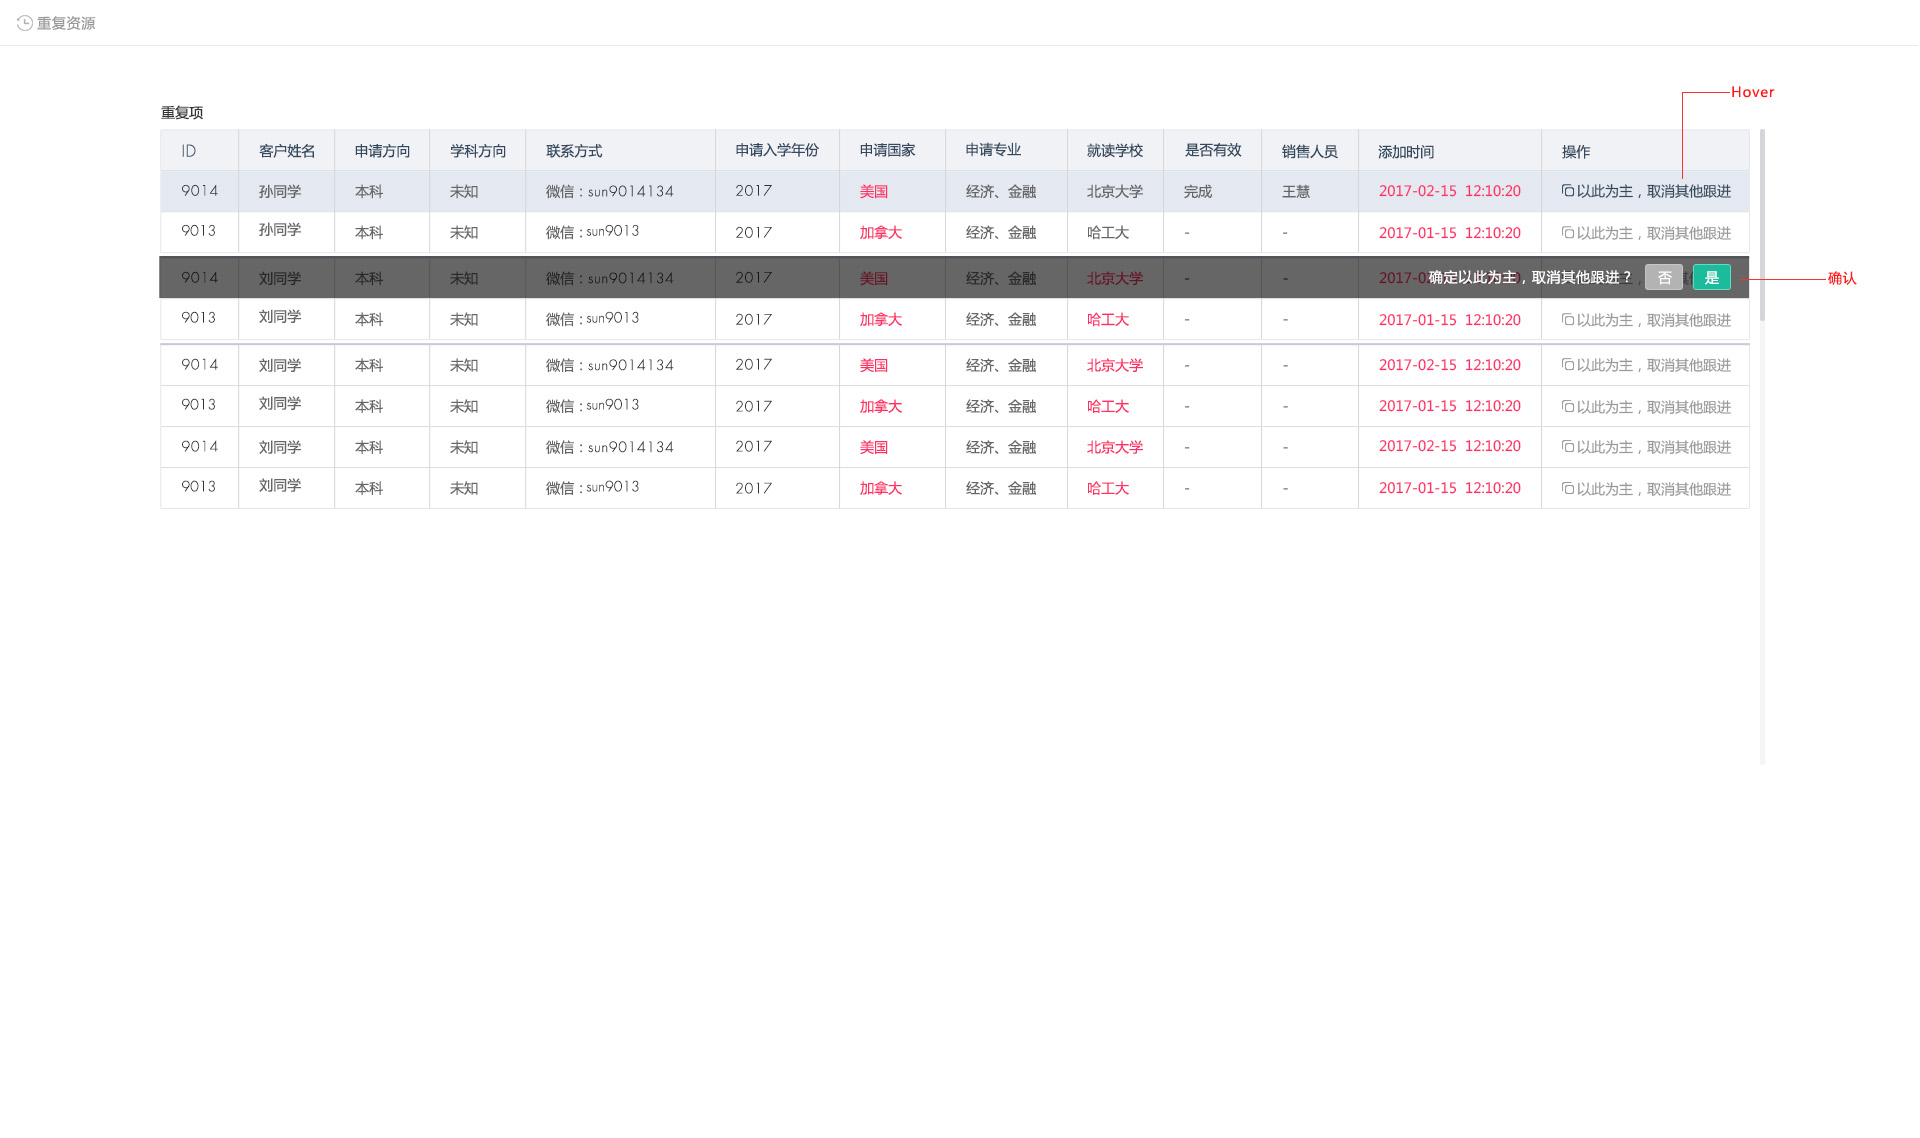 重复资源
Hover
重复项
ID 客户姓名 申请方向 学科方向 联系方式 申请入学年份 申请国家 申请专业 就读学校 是否有效 销售人员 添加时间 操作
9014 孙同学 本科 未知 微信：sun9014134 2017 美国 经济、金融 北京大学 完成 王慧 2017-02-15 12:10:20 以此为主，取消其他跟进
9013 孙同学 本科 未知 微信：sun9013 2017 加拿大 经济、金融 哈工大 - - 2017-01-15 12:10:20 以此为主，取消其他跟进
9014 刘同学 本科 未知 微信：sun9014134 2017 美国 经济、金融 北京大学 - - 2017-0 确定以此为主，取消其他跟进？ 否 是 确认
9013 刘同学 本科 未知 微信：sun9013 2017 加拿大 经济、金融 哈工大 - - 2017-01-15 12:10:20 以此为主，取消其他跟进
9014 刘同学 本科 未知 微信：sun9014134 2017 美国 经济、金融 北京大学 - - 2017-02-15 12:10:20 以此为主，取消其他跟进
9013 刘同学 本科 未知 微信：sun9013 2017 加拿大 经济、金融 哈工大 - - 2017-01-15 12:10:20 以此为主，取消其他跟进
9014 刘同学 本科 未知 微信：sun9014134 2017 美国 经济、金融 北京大学 - - 2017-02-15 12:10:20 以此为主，取消其他跟进
9013 刘同学 本科 未知 微信：sun9013 2017 加拿大 经济、金融 哈工大 - - 2017-01-15 12:10:20 以此为主，取消其他跟进